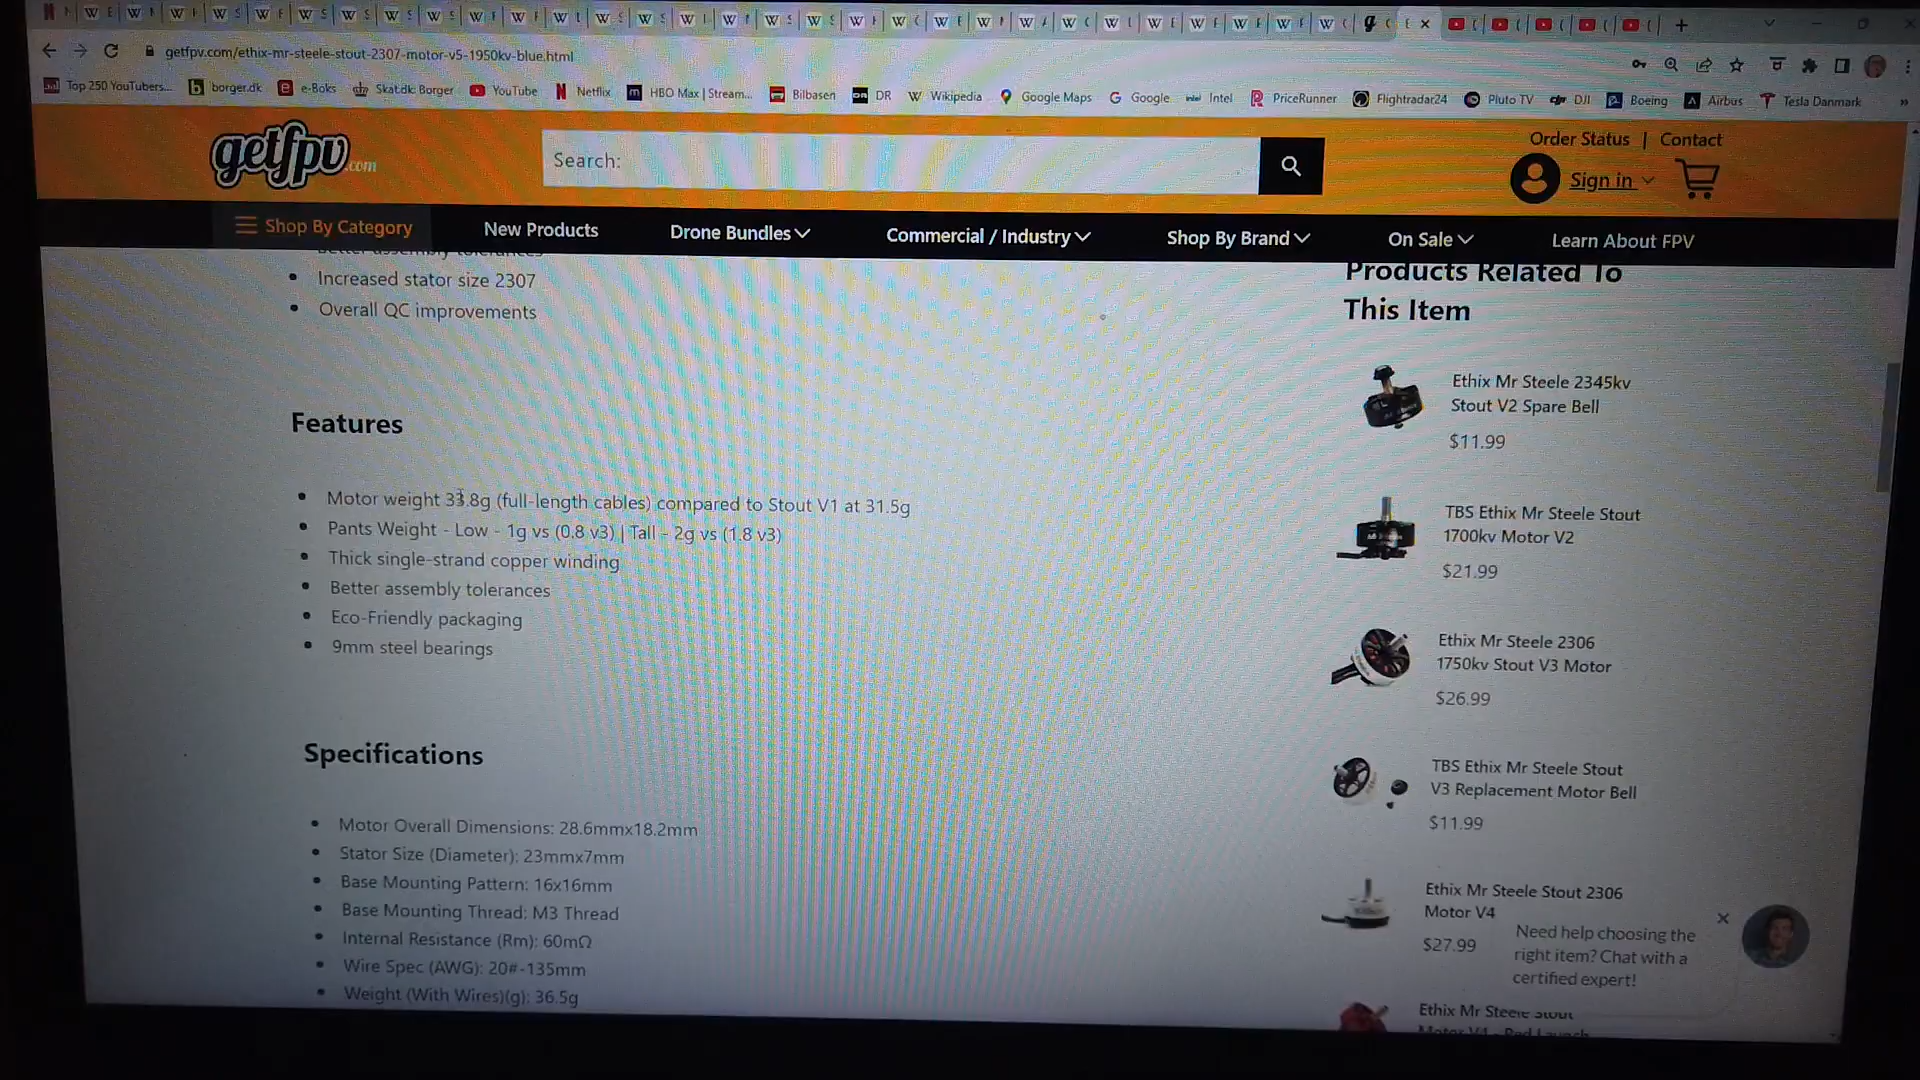 getfpv.com/ethix-mr-steele-stout-2307-motor-v5-1950kv-blue.html
Top 250 YouTubers... borger.dk e-Boks Skat.dk: Borger YouTube Netflix HBO Max | Stream... Bilbasen DR Wikipedia Google Maps Google Intel PriceRunner Flightradar24 Pluto TV DJI Boeing Airbus Tesla Danmark »
getfpv.com
Search:
Order Status | Contact
Sign in
Shop By Category New Products Drone Bundles Commercial / Industry Shop By Brand On Sale Learn About FPV
Better assembly tolerances
Increased stator size 2307
Overall QC improvements
Features
Motor weight 33.8g (full-length cables) compared to Stout V1 at 31.5g
Pants Weight - Low - 1g vs (0.8 v3) | Tall - 2g vs (1.8 v3)
Thick single-strand copper winding
Better assembly tolerances
Eco-Friendly packaging
9mm steel bearings
Specifications
Motor Overall Dimensions: 28.6mmx18.2mm
Stator Size (Diameter): 23mmx7mm
Base Mounting Pattern: 16x16mm
Base Mounting Thread: M3 Thread
Internal Resistance (Rm): 60mΩ
Wire Spec (AWG): 20#-135mm
Weight (With Wires)(g): 36.5g
Products Related To
This Item
Ethix Mr Steele 2345kv
Stout V2 Spare Bell
$11.99
TBS Ethix Mr Steele Stout
1700kv Motor V2
$21.99
Ethix Mr Steele 2306
1750kv Stout V3 Motor
$26.99
TBS Ethix Mr Steele Stout
V3 Replacement Motor Bell
$11.99
Ethix Mr Steele Stout 2306
Motor V4
$27.99
Need help choosing the
right item? Chat with a
certified expert!
Ethix Mr Steele Stout
Motor V4 - Red Launch